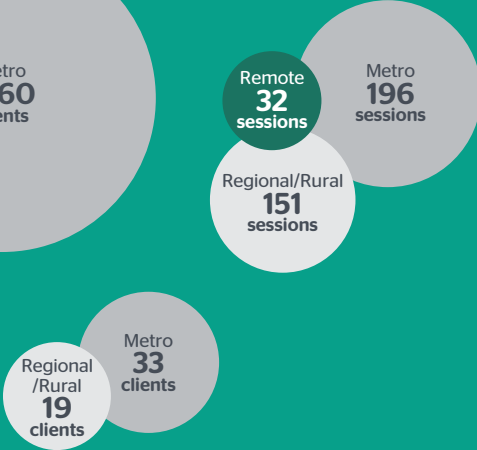 Remote
32
sessions
Metro
196
sessions
Regional/Rural
151
sessions
Metro
33
clients
Regional
/Rural
19
clients